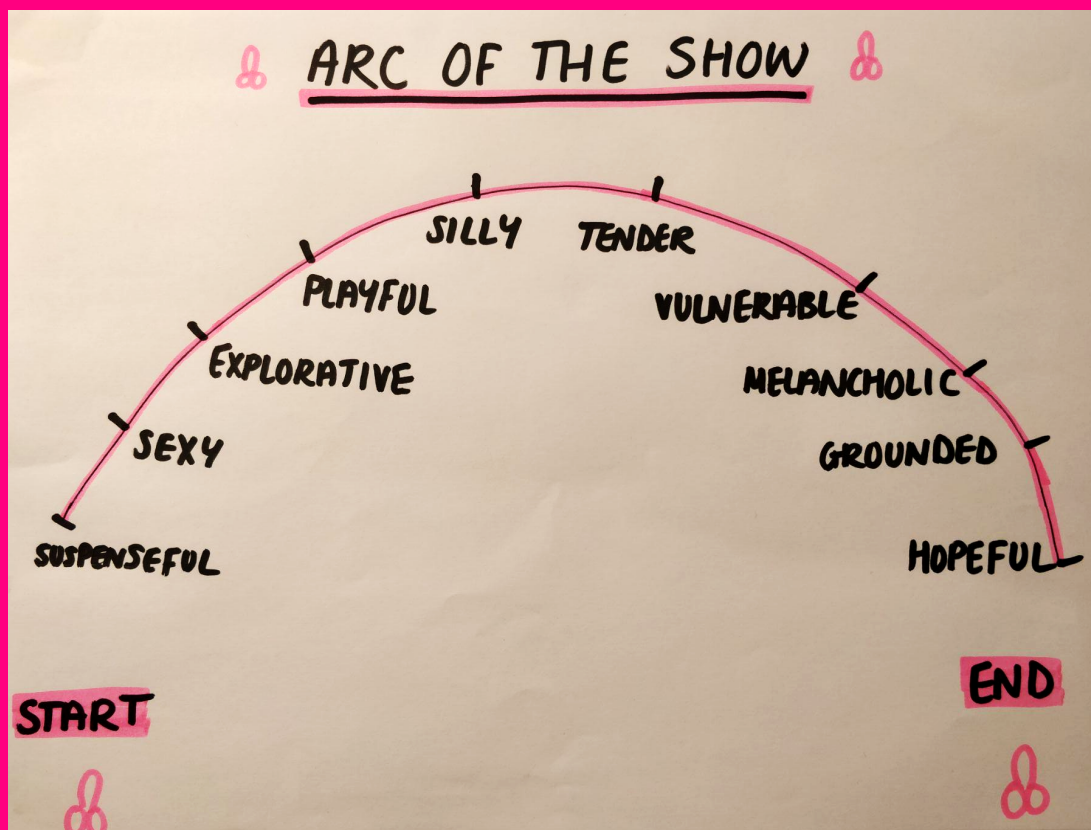 ARC OF THE SHOW
SILLY
TENDER
PLAYFUL
VULNERABLE
EXPLORATIVE
MELANCHOLIC
SEXY
GROUNDED
SUSPENSEFUL
HOPEFUL
START
END